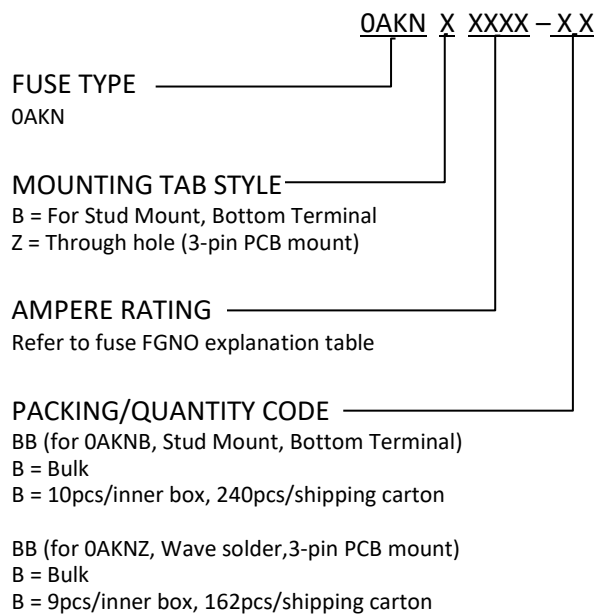 0AKN X XXXX – X X
FUSE TYPE
0AKN
MOUNTING TAB STYLE
B = For Stud Mount, Bottom Terminal
Z = Through hole (3-pin PCB mount)
AMPERE RATING
Refer to fuse FGNO explanation table
PACKING/QUANTITY CODE
BB (for 0AKNB, Stud Mount, Bottom Terminal)
B = Bulk
B = 10pcs/inner box, 240pcs/shipping carton
BB (for 0AKNZ, Wave solder,3-pin PCB mount)
B = Bulk
B = 9pcs/inner box, 162pcs/shipping carton